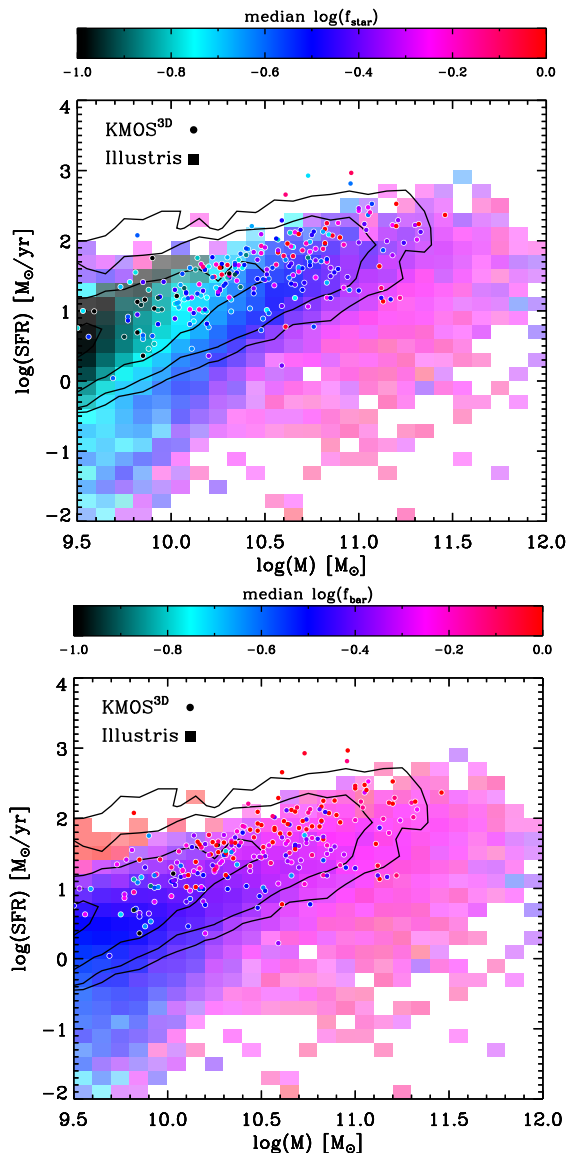 median log(f_star)
-1.0 -0.8 -0.6 -0.4 -0.2 0.0
KMOS^3D
Illustris
4
3
2
1
0
-1
-2
log(SFR) [M_⊙/yr]
9.5 10.0 10.5 11.0 11.5 12.0
log(M) [M_⊙]
median log(f_bar)
-1.0 -0.8 -0.6 -0.4 -0.2 0.0
KMOS^3D
Illustris
4
3
2
1
0
-1
-2
log(SFR) [M_⊙/yr]
9.5 10.0 10.5 11.0 11.5 12.0
log(M) [M_⊙]